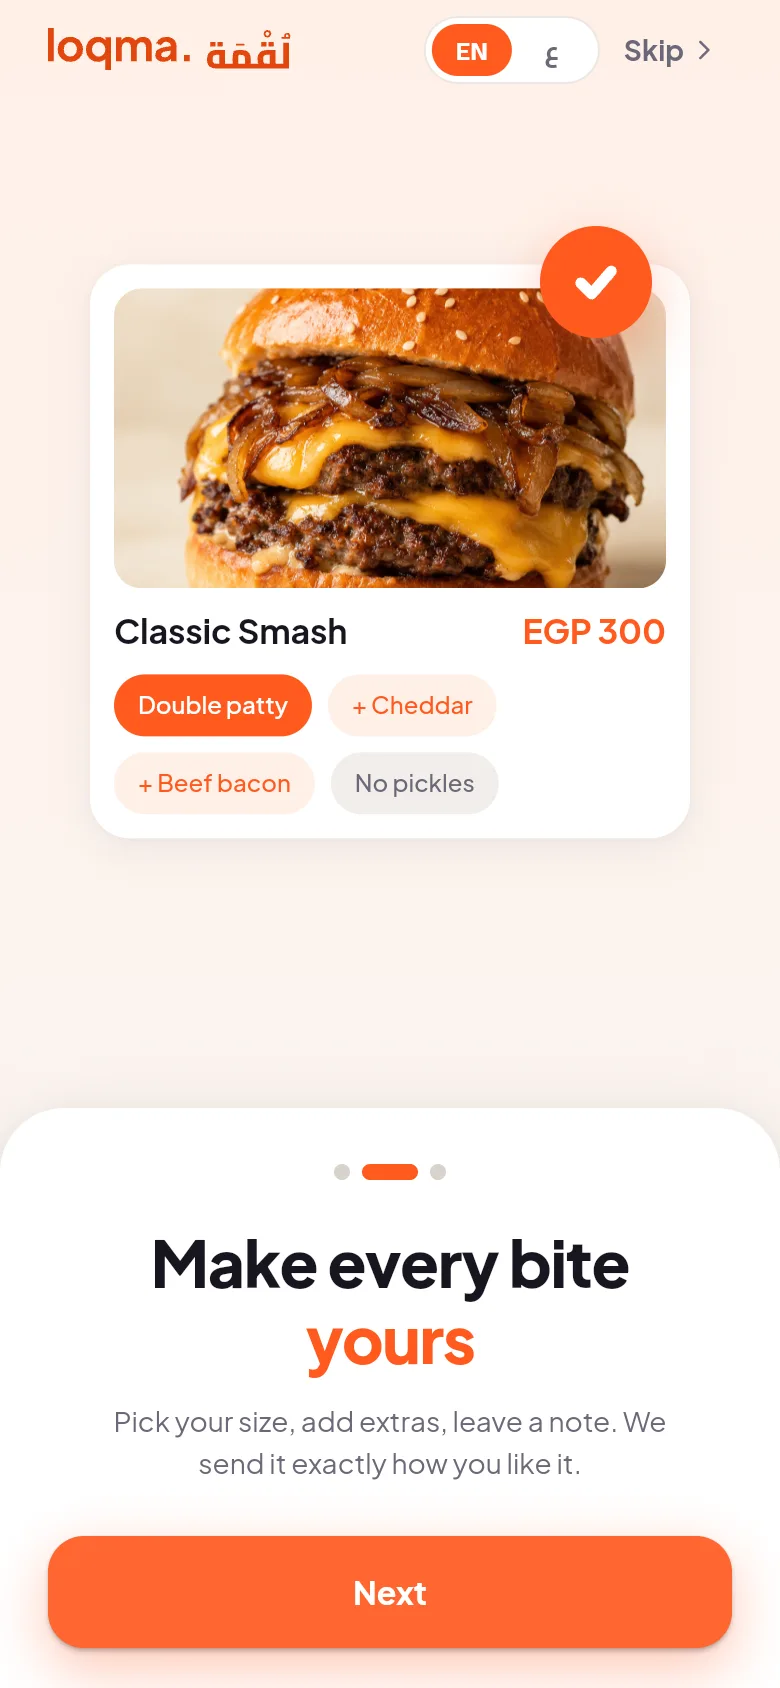 loqma. لُقْمَة
EN ع Skip
Classic Smash EGP 300
Double patty + Cheddar
+ Beef bacon No pickles
Make every bite
yours
Pick your size, add extras, leave a note. We
send it exactly how you like it.
Next